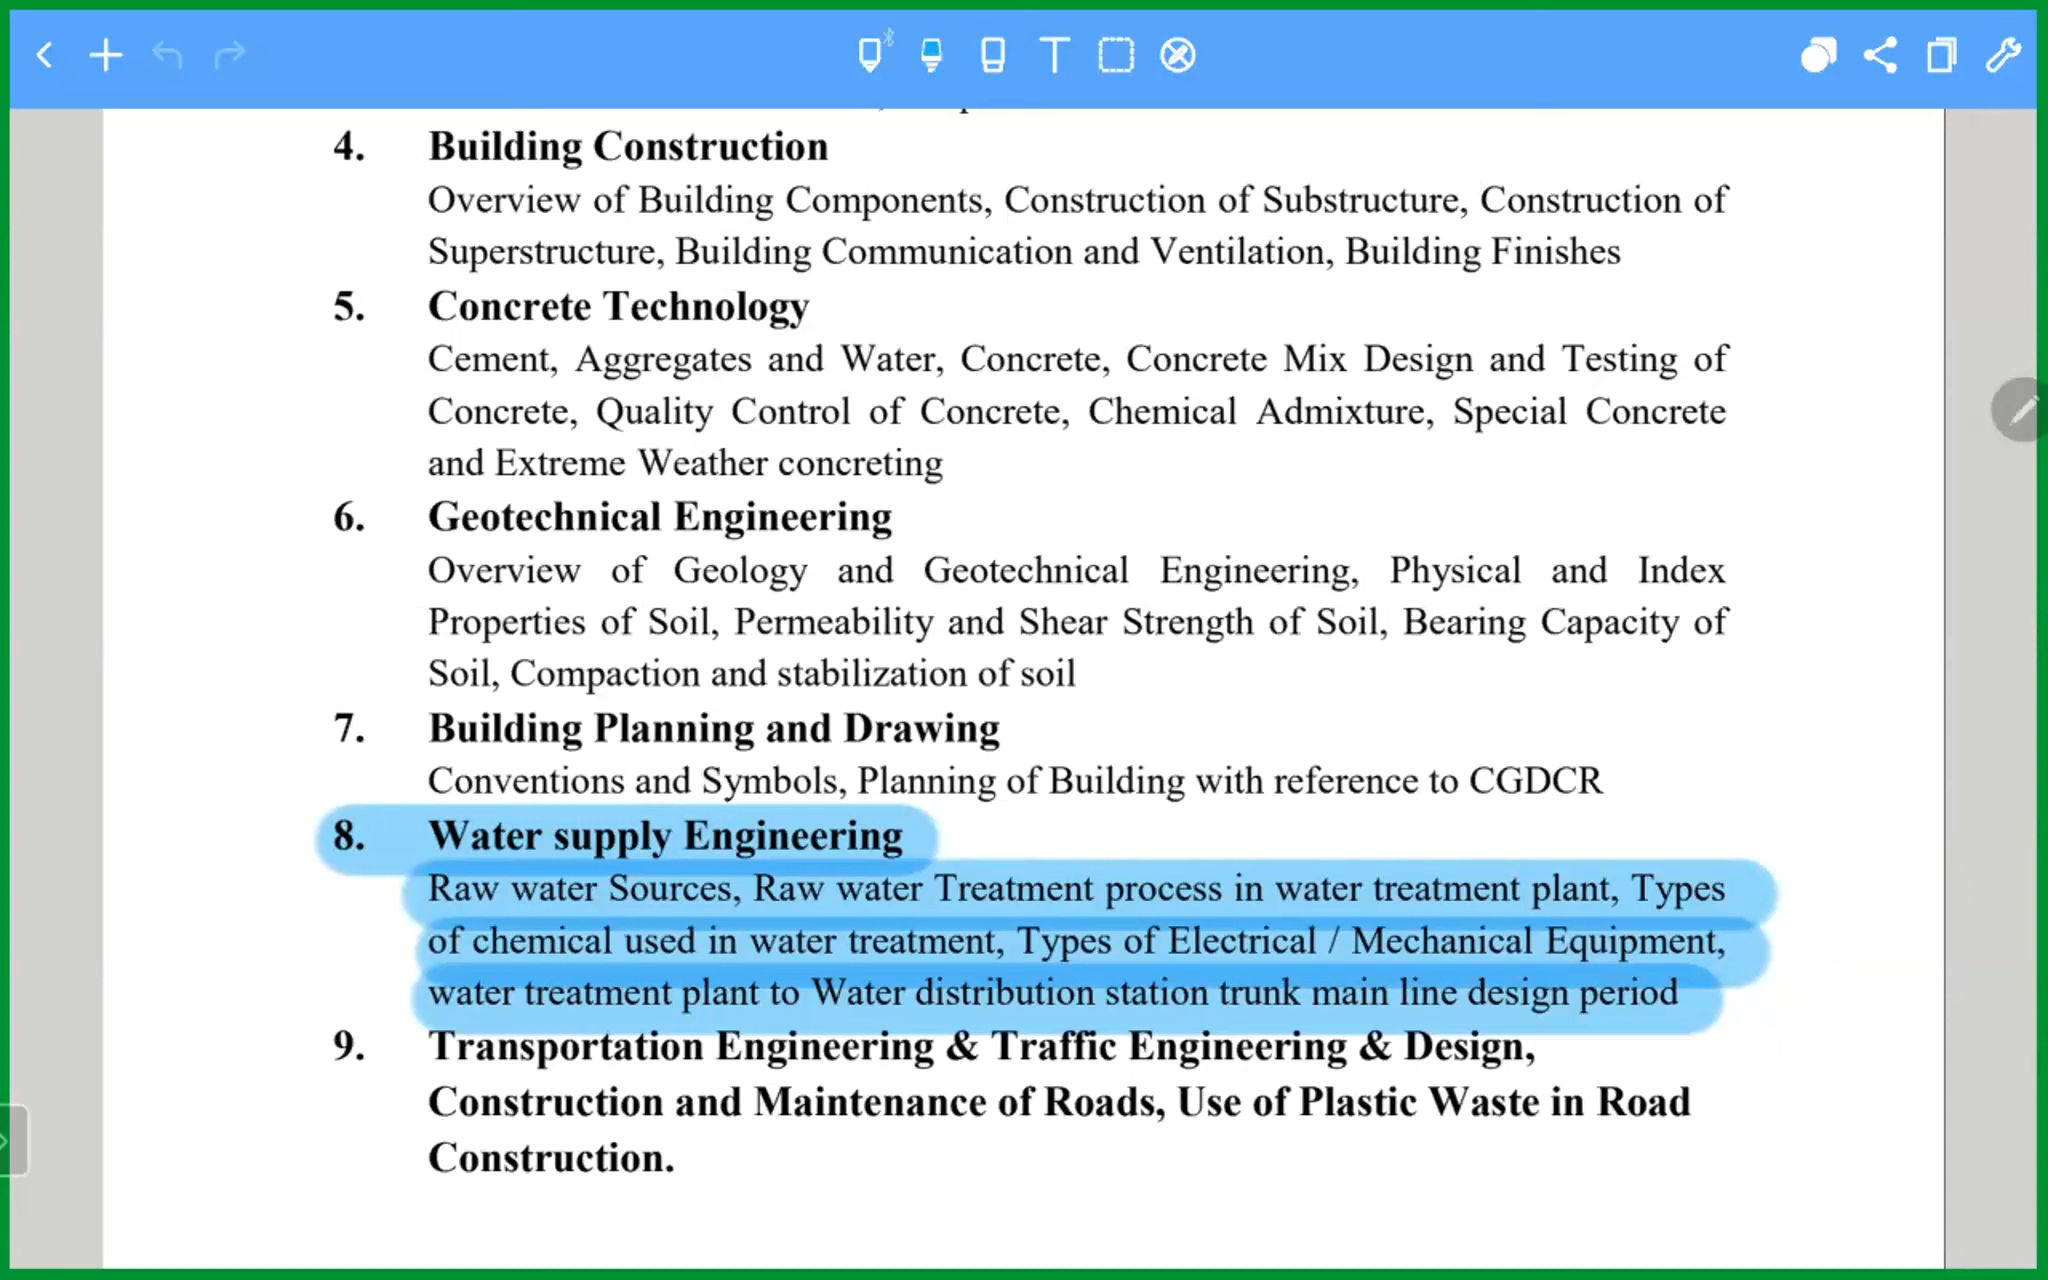 4. Building Construction
Overview of Building Components, Construction of Substructure, Construction of
Superstructure, Building Communication and Ventilation, Building Finishes
5. Concrete Technology
Cement, Aggregates and Water, Concrete, Concrete Mix Design and Testing of
Concrete, Quality Control of Concrete, Chemical Admixture, Special Concrete
and Extreme Weather concreting
6. Geotechnical Engineering
Overview of Geology and Geotechnical Engineering, Physical and Index
Properties of Soil, Permeability and Shear Strength of Soil, Bearing Capacity of
Soil, Compaction and stabilization of soil
7. Building Planning and Drawing
Conventions and Symbols, Planning of Building with reference to CGDCR
8. Water supply Engineering
Raw water Sources, Raw water Treatment process in water treatment plant, Types
of chemical used in water treatment, Types of Electrical / Mechanical Equipment,
water treatment plant to Water distribution station trunk main line design period
9. Transportation Engineering & Traffic Engineering & Design,
Construction and Maintenance of Roads, Use of Plastic Waste in Road
Construction.